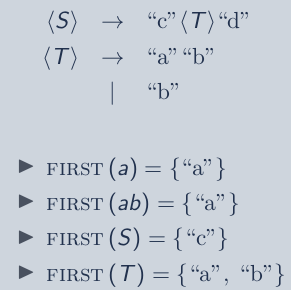 ⟨S⟩ → “c”⟨T⟩“d”
⟨T⟩ → “a” “b”
| “b”
▶ FIRST (a) = {“a”}
▶ FIRST (ab) = {“a”}
▶ FIRST (S) = {“c”}
▶ FIRST (T) = {“a”, “b”}